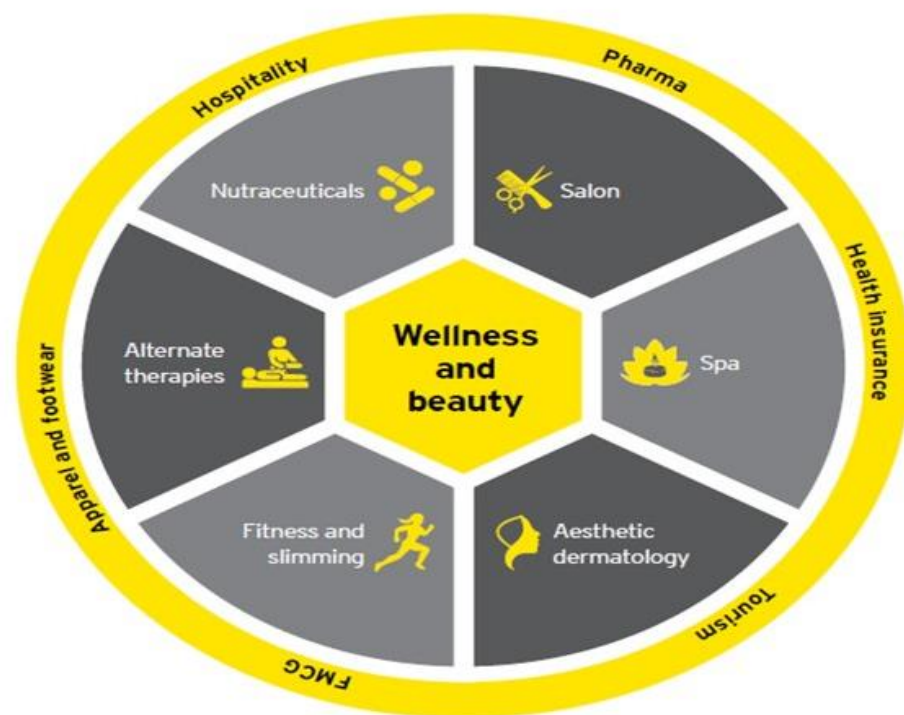 Hospitality
Pharma
Nutraceuticals
Salon
Health insurance
Wellness
and
beauty
Alternate
therapies
Spa
Apparel and footwear
Fitness and
slimming
Aesthetic
dermatology
Tourism
FMCG